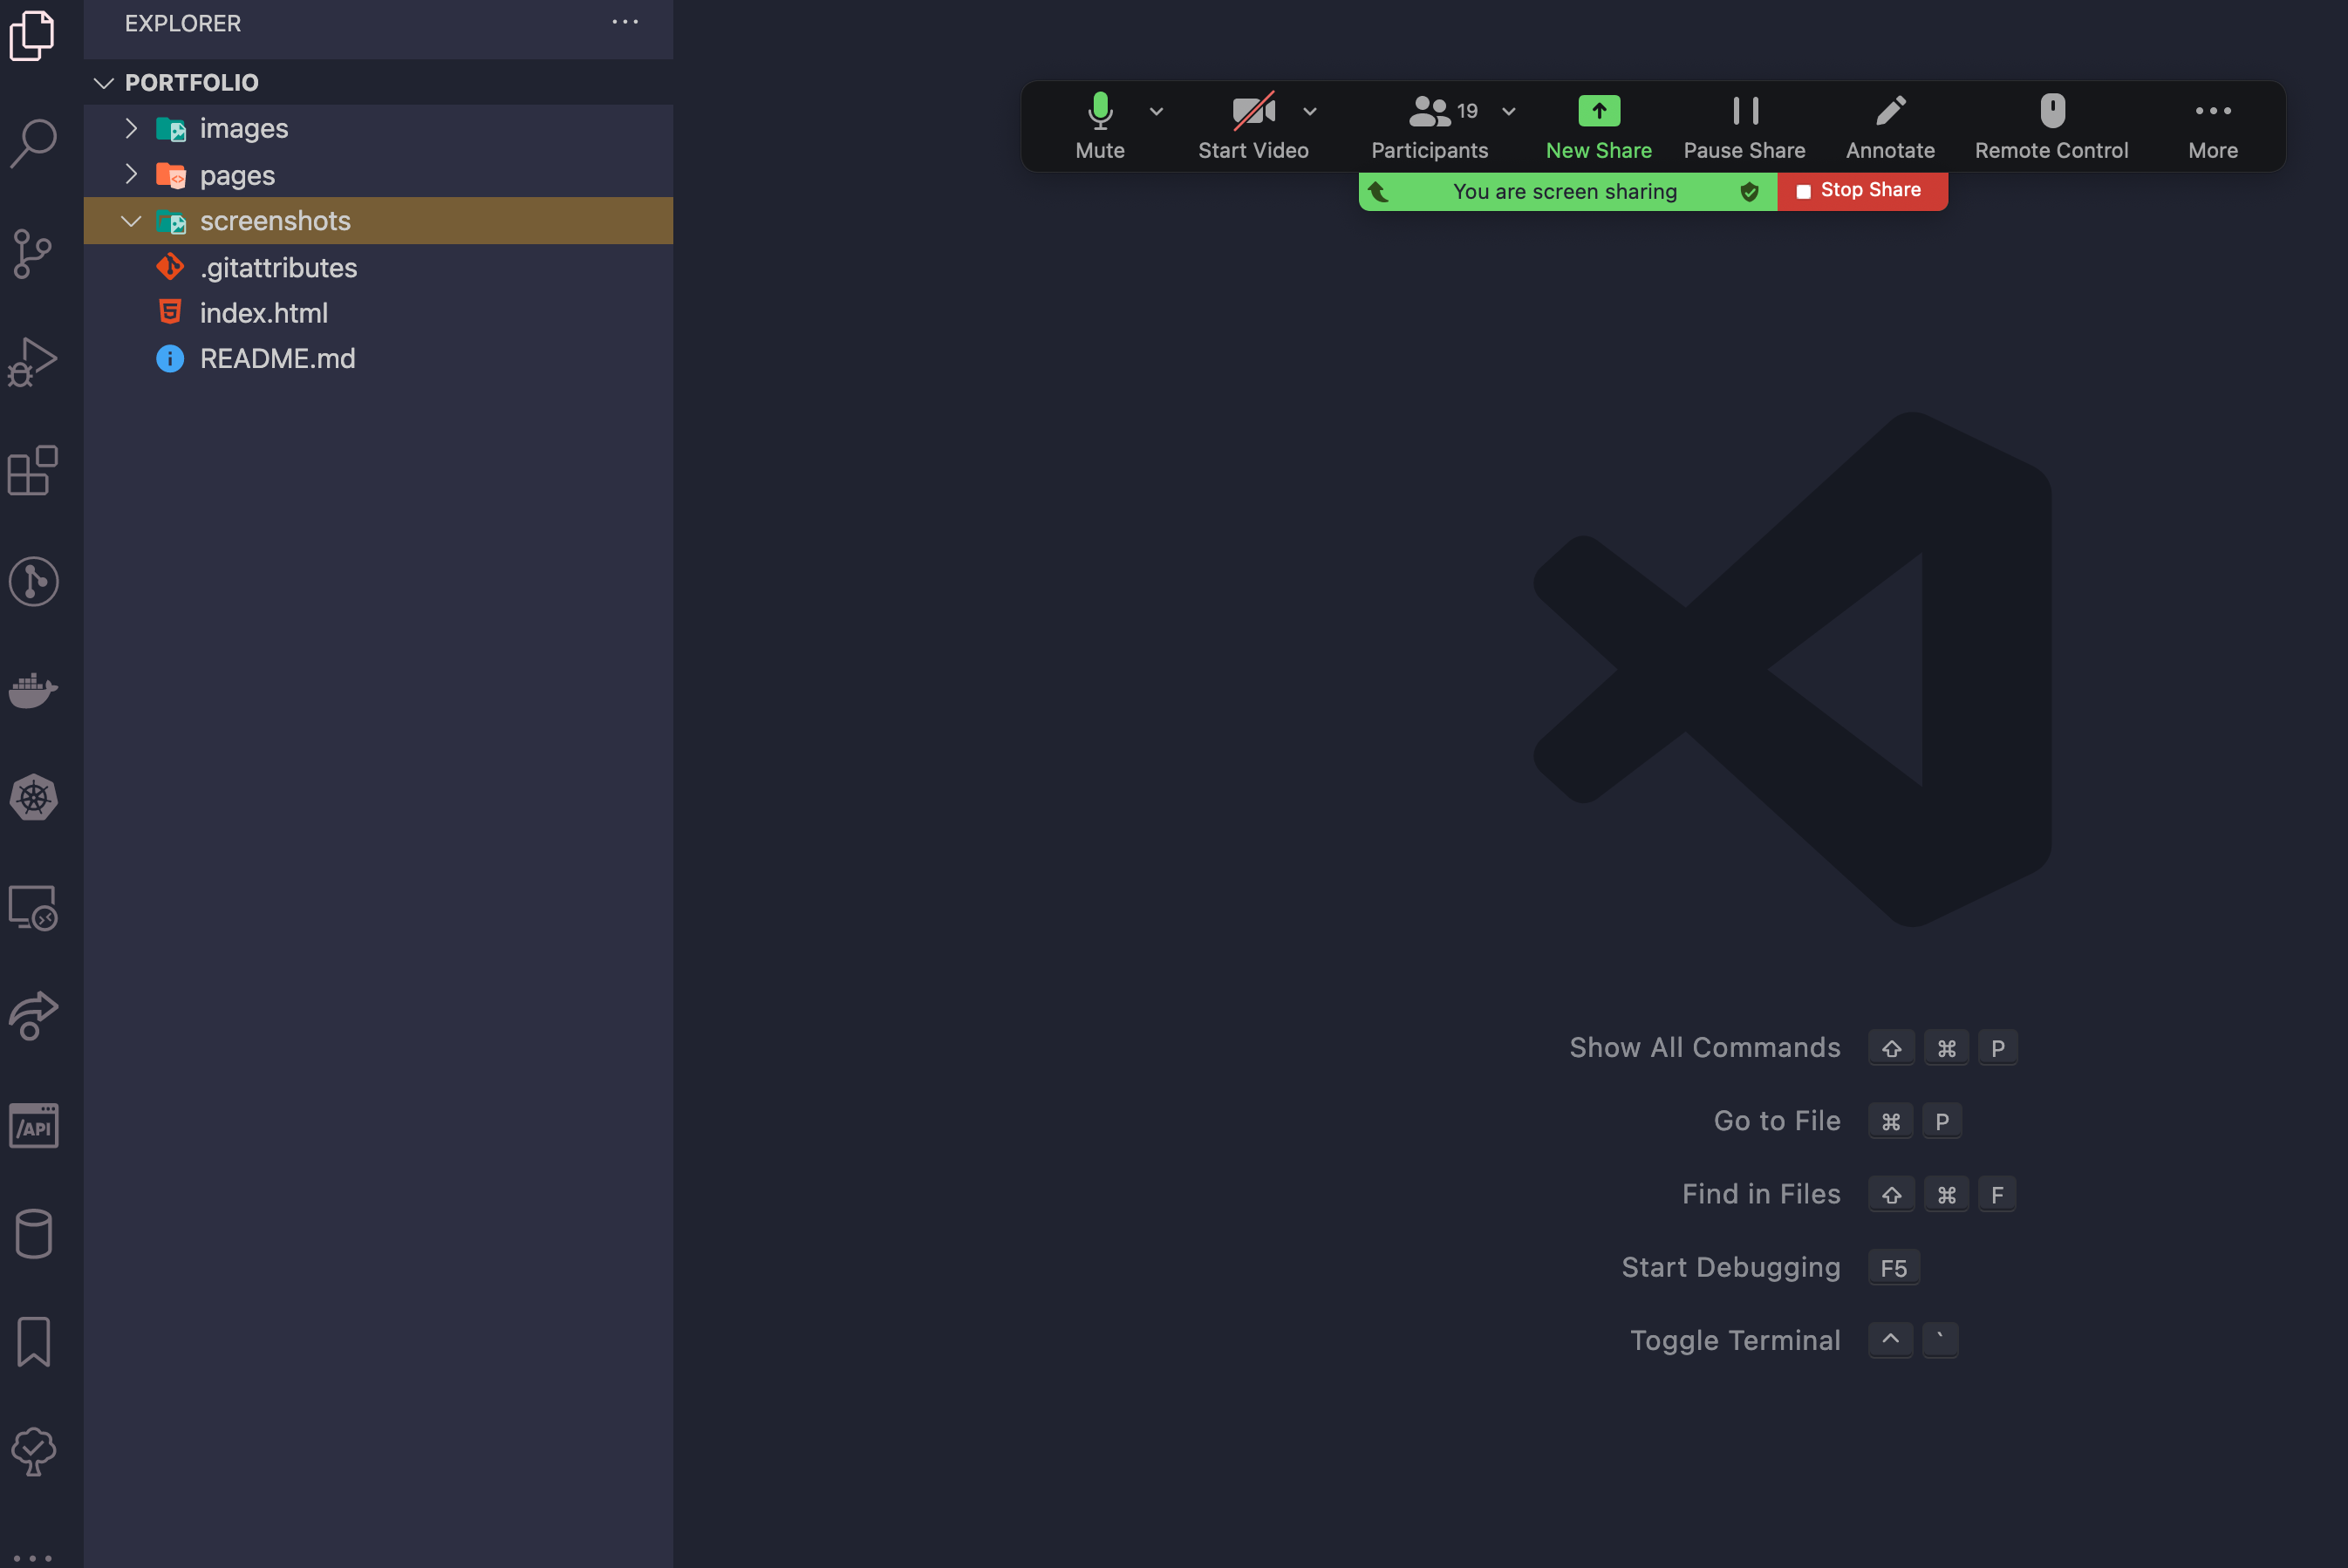 EXPLORER
PORTFOLIO
images
pages
screenshots
.gitattributes
index.html
README.md
/API
19
Mute
Start Video
Participants
New Share
Pause Share
Annotate
Remote Control
More
You are screen sharing
Stop Share
Show All Commands ⇧ ⌘ P
Go to File ⌘ P
Find in Files ⇧ ⌘ F
Start Debugging F5
Toggle Terminal ^ `